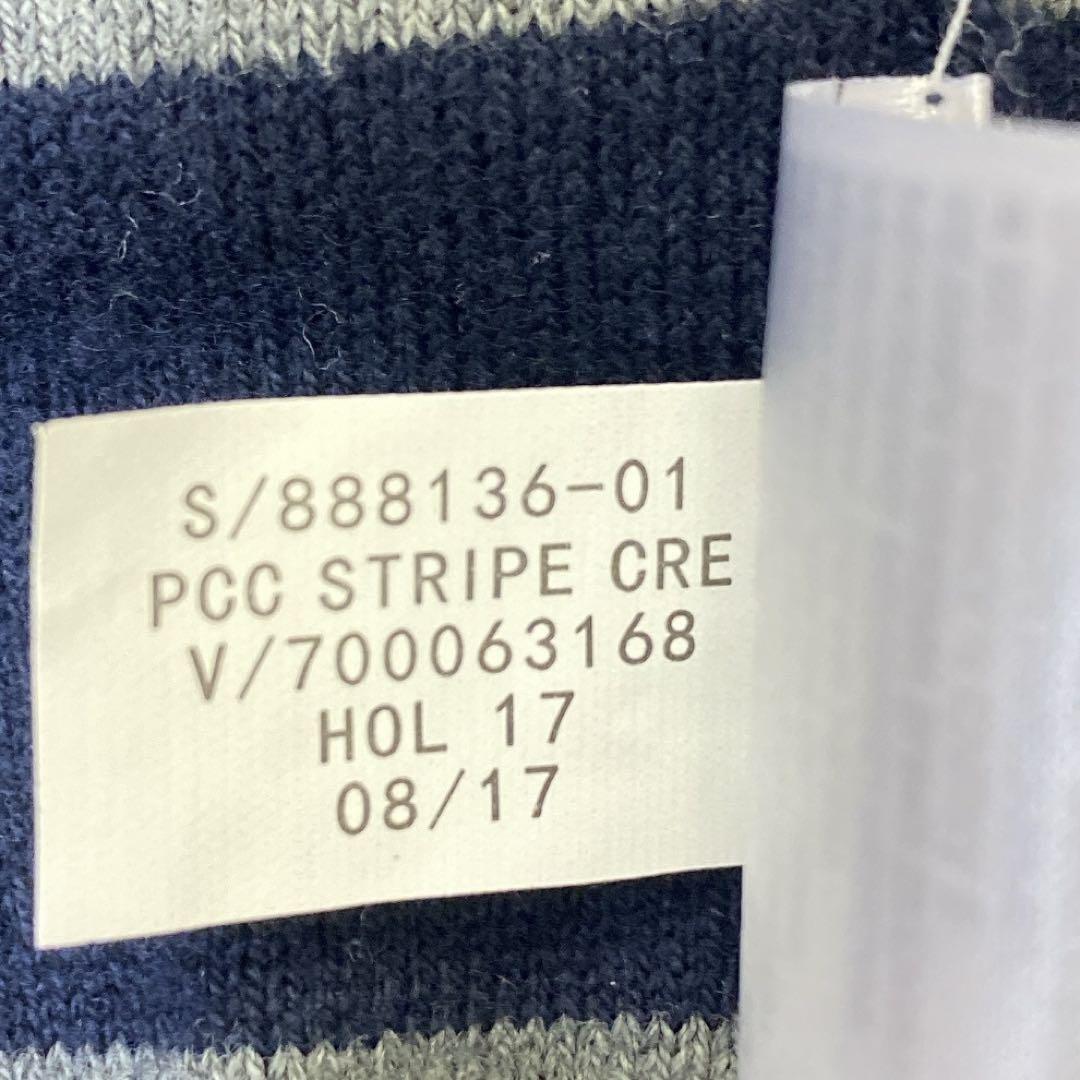 S/888136-01
PCC STRIPE CRE
V/700063168
HOL 17
08/17